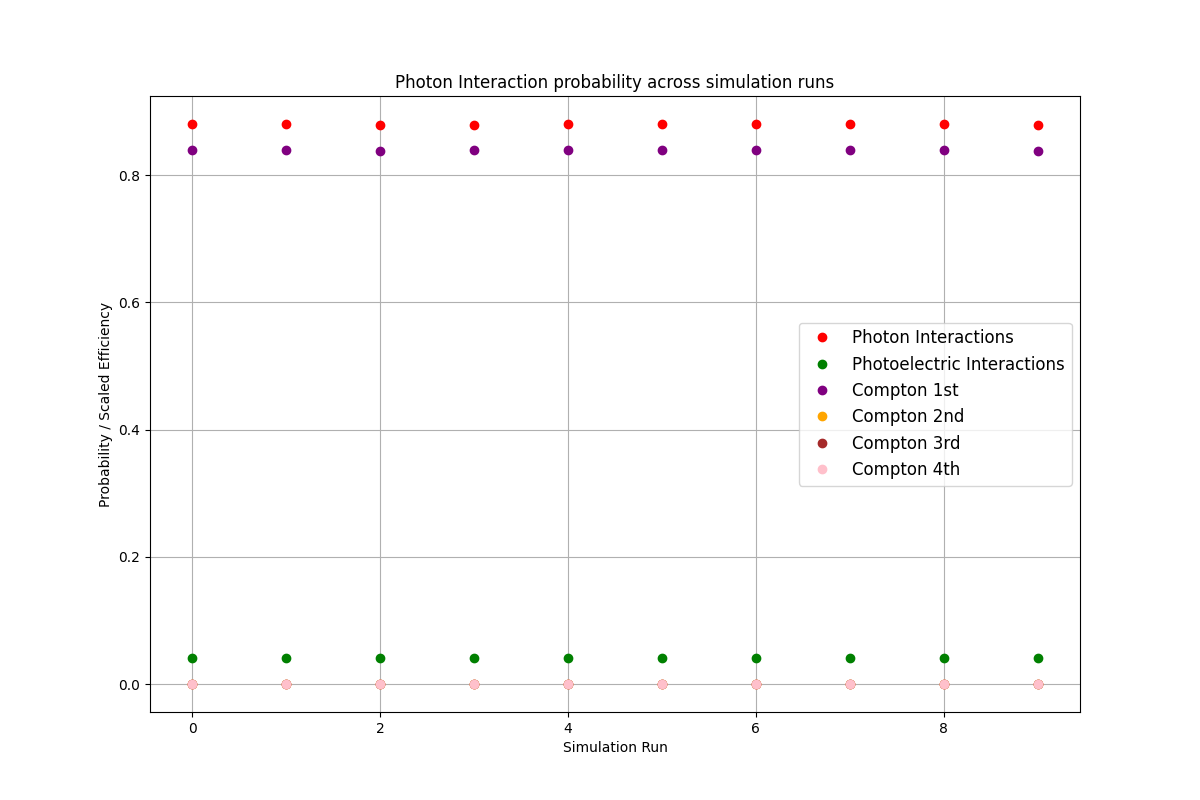 Photon Interaction probability across simulation runs
Probability / Scaled Efficiency
0.8
0.6
0.4
0.2
0.0
Photon Interactions
Photoelectric Interactions
Compton 1st
Compton 2nd
Compton 3rd
Compton 4th
0 2 4 6 8
Simulation Run